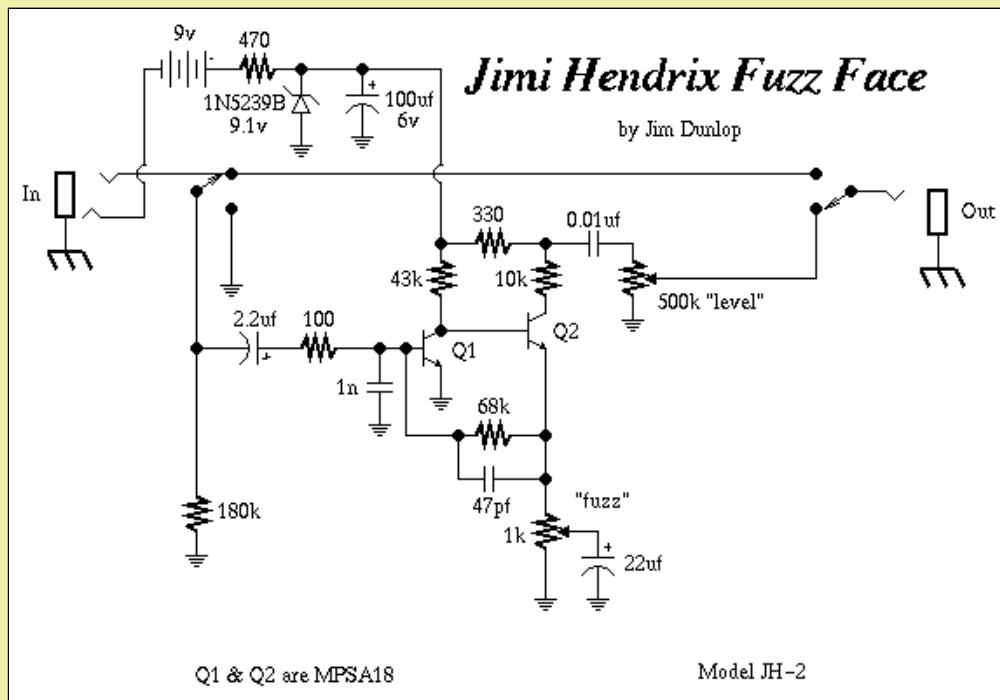 9v
470
Jimi Hendrix Fuzz Face
by Jim Dunlop
1N5239B
9.1v
+
100uf
6v
-
In
Out
330
0.01uf
43k
10k
500k "level"
2.2uf
+
100
Q1
Q2
1n
68k
47pf
"fuzz"
1k
+
22uf
180k
Q1 & Q2 are MPSA18
Model JH-2